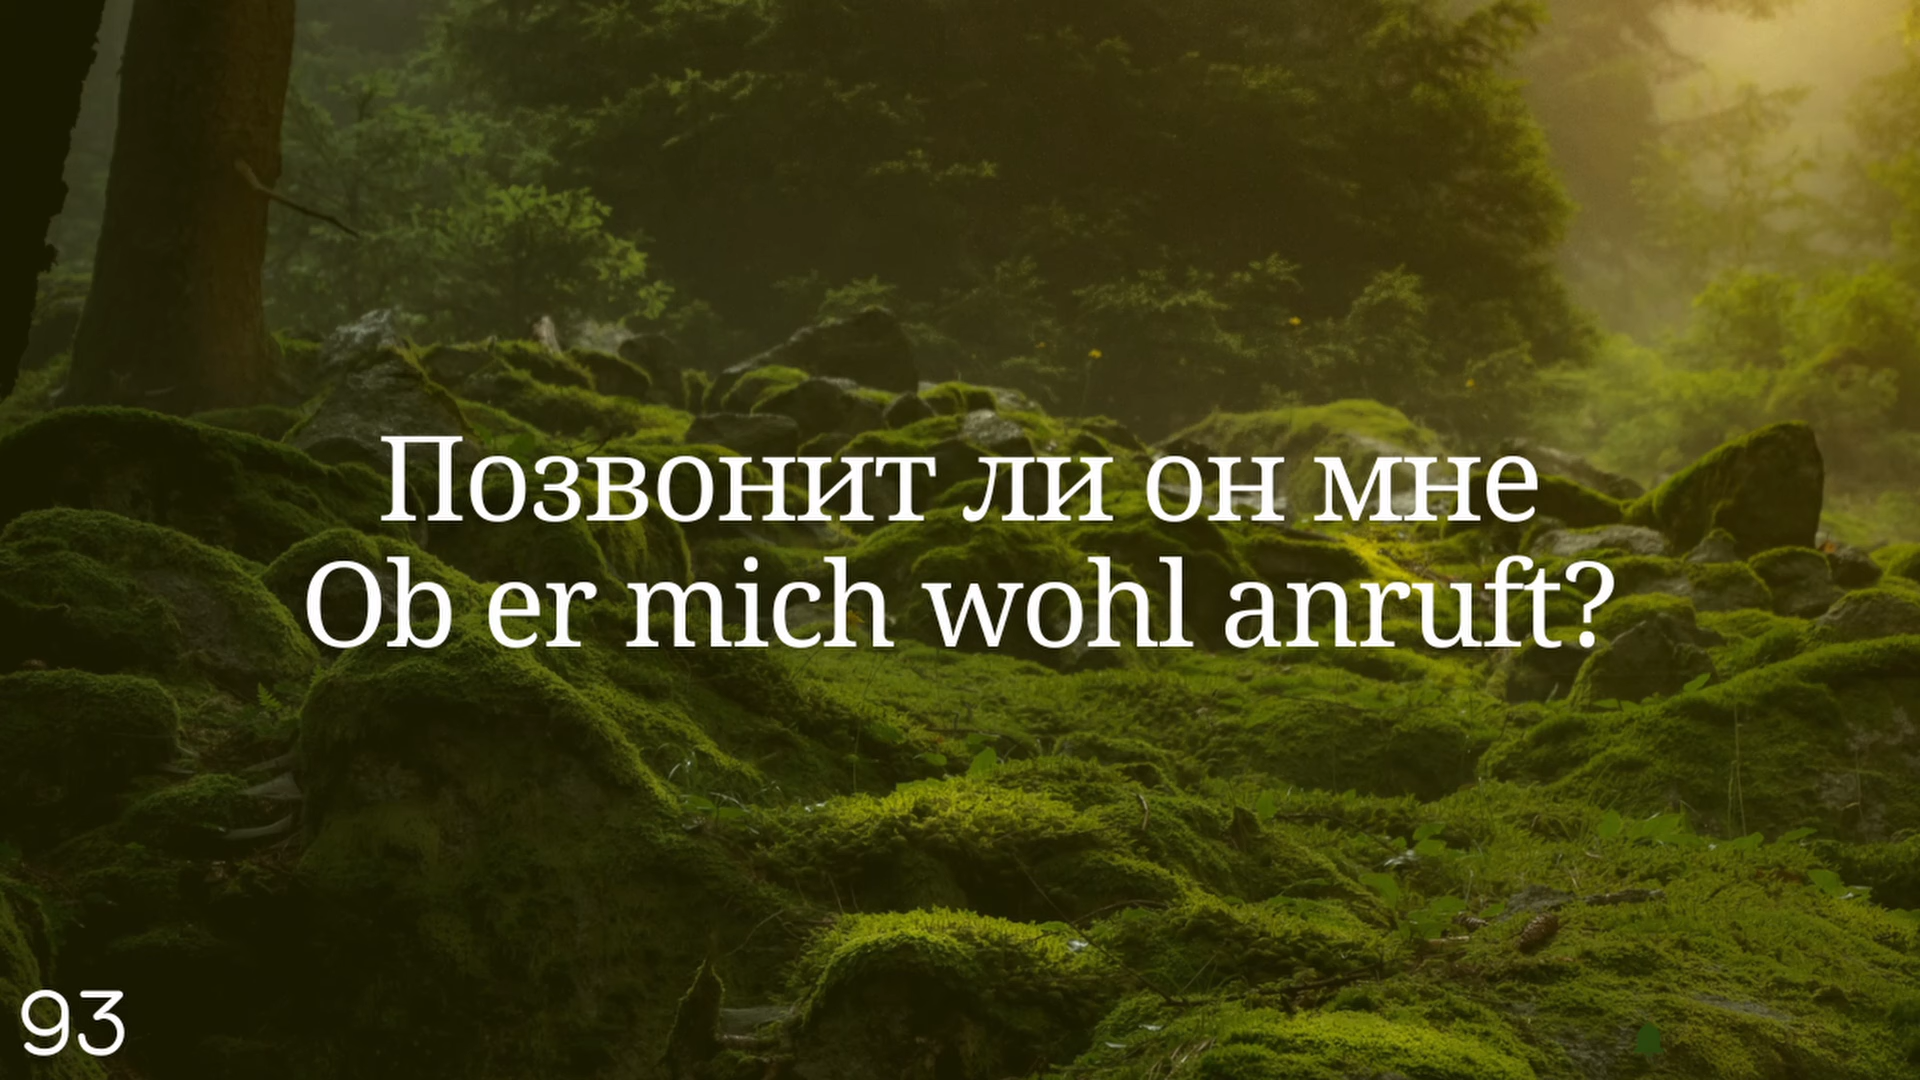 Позвонит ли он мне
Ob er mich wohl anruft?
93